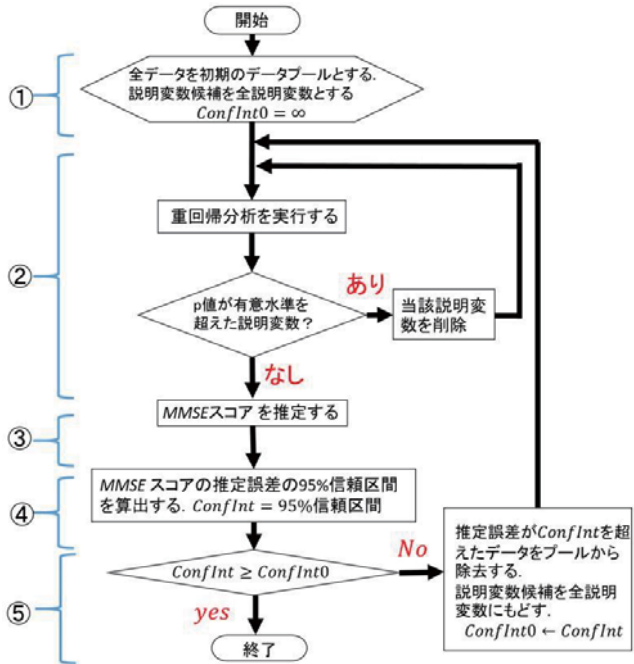 開始
①
全データを初期のデータプールとする.
説明変数候補を全説明変数とする
ConfInt0 = ∞
②
重回帰分析を実行する
p値が有意水準を
超えた説明変数？
あり
当該説明変
数を削除
なし
③
MMSEスコア を推定する
④
MMSE スコアの推定誤差の95%信頼区間
を算出する. ConfInt = 95%信頼区間
⑤
ConfInt ≥ ConfInt0
No
推定誤差がConfIntを超
えたデータをプールから
除去する.
説明変数候補を全説明
変数にもどす.
ConfInt0 ← ConfInt
yes
終了